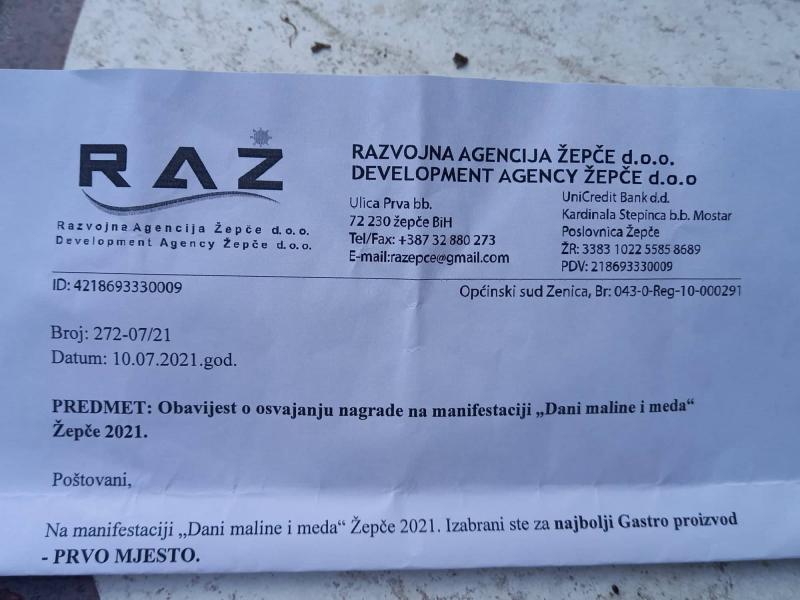 RAŽ
Razvojna Agencija Žepče d.o.o.
Development Agency Žepče d.o.o.
RAZVOJNA AGENCIJA ŽEPČE d.o.o.
DEVELOPMENT AGENCY ŽEPČE d.o.o
Ulica Prva bb.
72 230 žepče BiH
Tel/Fax: +387 32 880 273
E-mail:razepce@gmail.com
UniCredit Bank d.d.
Kardinala Stepinca b.b. Mostar
Poslovnica Žepče
ŽR: 3383 1022 5585 8689
PDV: 218693330009
ID: 4218693330009
Općinski sud Zenica, Br: 043-0-Reg-10-000291
Broj: 272-07/21
Datum: 10.07.2021.god.
PREDMET: Obavijest o osvajanju nagrade na manifestaciji „Dani maline i meda“
Žepče 2021.
Poštovani,
Na manifestaciji „Dani maline i meda“ Žepče 2021. Izabrani ste za najbolji Gastro proizvod
- PRVO MJESTO.